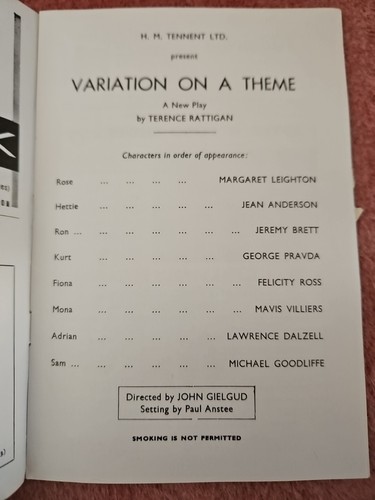 H. M. TENNENT LTD.
present
VARIATION ON A THEME
A New Play
by TERENCE RATTIGAN
Characters in order of appearance:
Rose ... ... ... ... MARGARET LEIGHTON
Hettie ... ... ... ... ... JEAN ANDERSON
Ron ... ... ... ... ... ... JEREMY BRETT
Kurt ... ... ... ... ... GEORGE PRAVDA
Fiona ... ... ... ... ... FELICITY ROSS
Mona ... ... ... ... ... MAVIS VILLIERS
Adrian ... ... ... ... LAWRENCE DALZELL
Sam ... ... ... ... ... MICHAEL GOODLIFFE
Directed by JOHN GIELGUD
Setting by Paul Anstee
SMOKING IS NOT PERMITTED